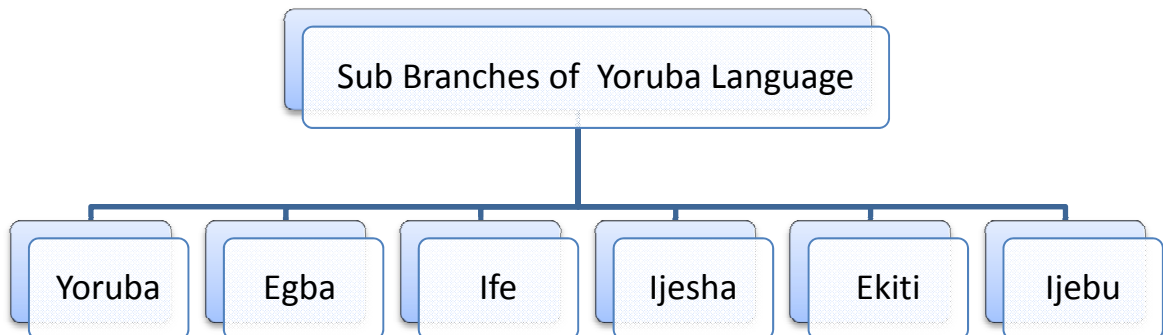 Sub Branches of Yoruba Language
Yoruba
Egba
Ife
Ijesha
Ekiti
Ijebu